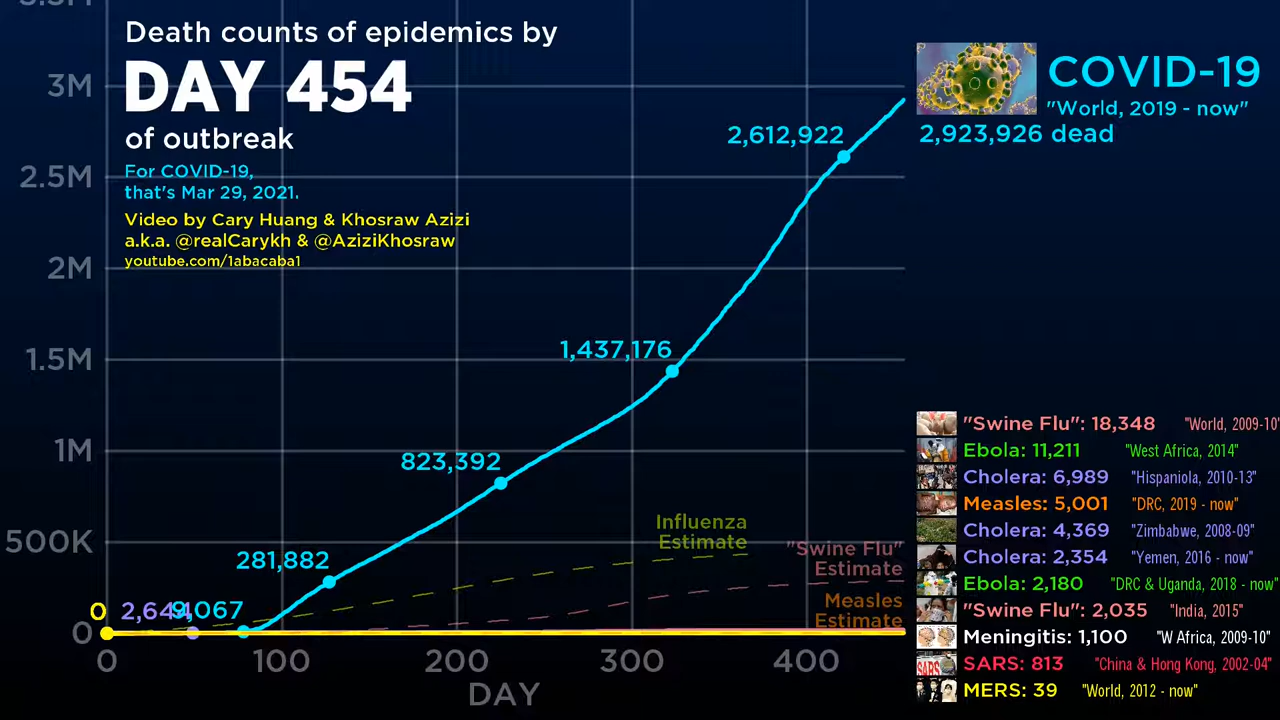 3.5M
Death counts of epidemics by
DAY 454
of outbreak
For COVID-19,
that's Mar 29, 2021.
Video by Cary Huang & Khosraw Azizi
a.k.a. @realCarykh & @AziziKhosraw
youtube.com/1abacaba1
COVID-19
"World, 2019 - now"
2,923,926 dead
3M
2.5M
2M
1.5M
1M
500K
0
2,612,922
1,437,176
823,392
281,882
9,067
2,644
0
Influenza
Estimate
"Swine Flu"
Estimate
Measles
Estimate
0 100 200 300 400
DAY
"Swine Flu": 18,348 "World, 2009-10"
Ebola: 11,211 "West Africa, 2014"
Cholera: 6,989 "Hispaniola, 2010-13"
Measles: 5,001 "DRC, 2019 - now"
Cholera: 4,369 "Zimbabwe, 2008-09"
Cholera: 2,354 "Yemen, 2016 - now"
Ebola: 2,180 "DRC & Uganda, 2018 - now"
"Swine Flu": 2,035 "India, 2015"
Meningitis: 1,100 "W Africa, 2009-10"
SARS
SARS: 813 "China & Hong Kong, 2002-04"
MERS: 39 "World, 2012 - now"